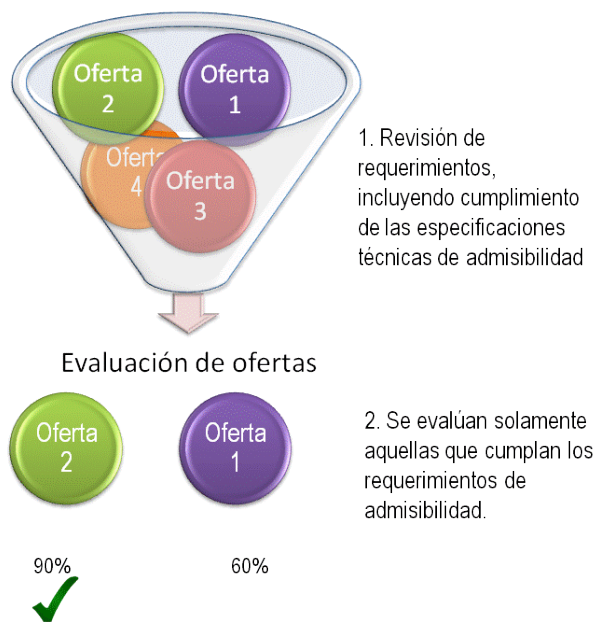 Oferta
2
Oferta
1
Oferta
4
Oferta
3
1. Revisión de
requerimientos,
incluyendo cumplimiento
de las especificaciones
técnicas de admisibilidad
Evaluación de ofertas
Oferta
2
Oferta
1
2. Se evalúan solamente
aquellas que cumplan los
requerimientos de
admisibilidad.
90%
60%